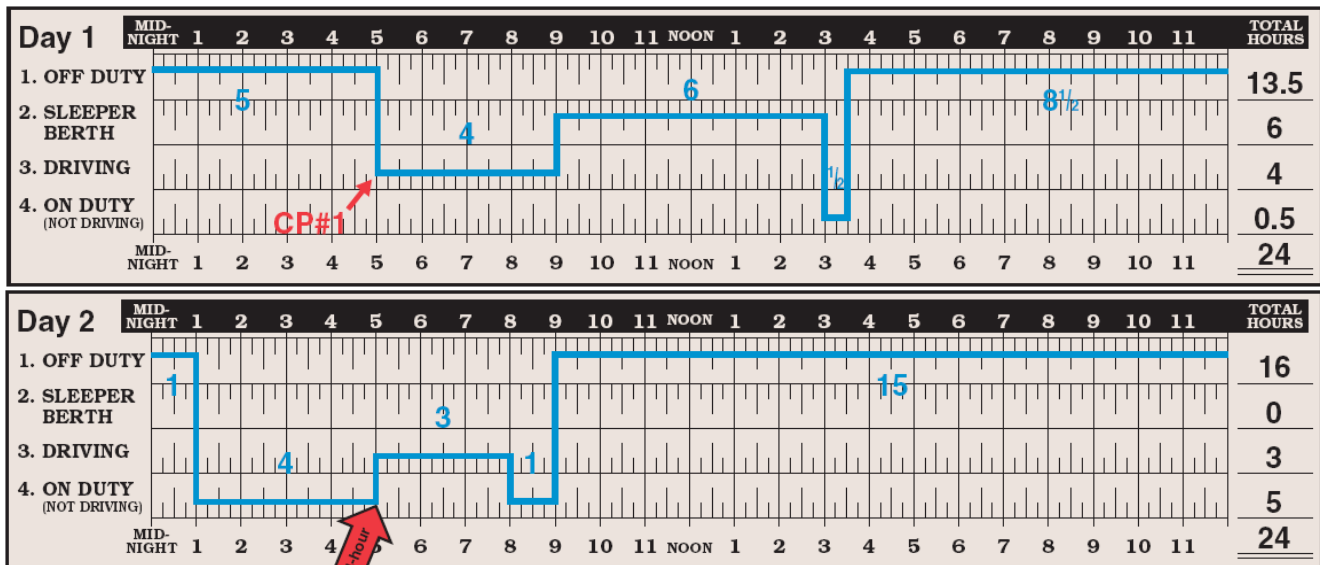 Day 1 MID-NIGHT 1 2 3 4 5 6 7 8 9 10 11 NOON 1 2 3 4 5 6 7 8 9 10 11 TOTAL HOURS
1. OFF DUTY 5 6 8 1/2 13.5
2. SLEEPER BERTH 4 6
3. DRIVING 1/2 4
4. ON DUTY (NOT DRIVING) CP#1 0.5
MID-NIGHT 1 2 3 4 5 6 7 8 9 10 11 NOON 1 2 3 4 5 6 7 8 9 10 11 24
Day 2 MID-NIGHT 1 2 3 4 5 6 7 8 9 10 11 NOON 1 2 3 4 5 6 7 8 9 10 11 TOTAL HOURS
1. OFF DUTY 1 15 16
2. SLEEPER BERTH 3 0
3. DRIVING 4 1 3
4. ON DUTY (NOT DRIVING) 5
-hour
MID-NIGHT 1 2 3 4 5 6 7 8 9 10 11 NOON 1 2 3 4 5 6 7 8 9 10 11 24